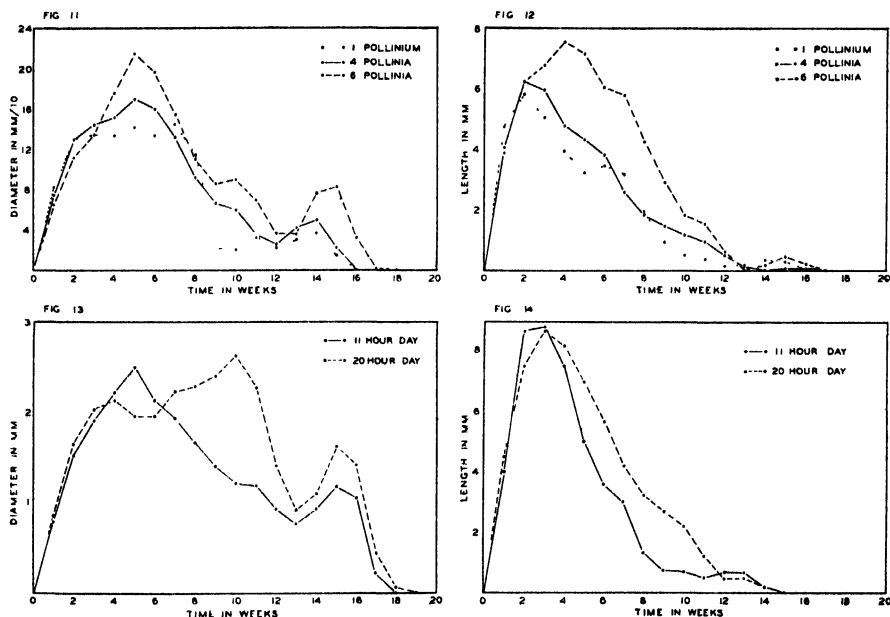 FIG 11
24
20
16
12
8
4
DIAMETER IN MM/10
1 POLLINIUM
4 POLLINIA
6 POLLINIA
0 2 4 6 8 10 12 14 16 18 20
TIME IN WEEKS
FIG 12
8
6
4
2
LENGTH IN MM
1 POLLINIUM
4 POLLINIA
6 POLLINIA
0 2 4 6 8 10 12 14 16 18 20
TIME IN WEEKS
FIG 13
3
2
1
DIAMETER IN MM
11 HOUR DAY
20 HOUR DAY
0 2 4 6 8 10 12 14 16 18 20
TIME IN WEEKS
FIG 14
8
6
4
2
LENGTH IN MM
11 HOUR DAY
20 HOUR DAY
0 2 4 6 8 10 12 14 16 18 20
TIME IN WEEKS